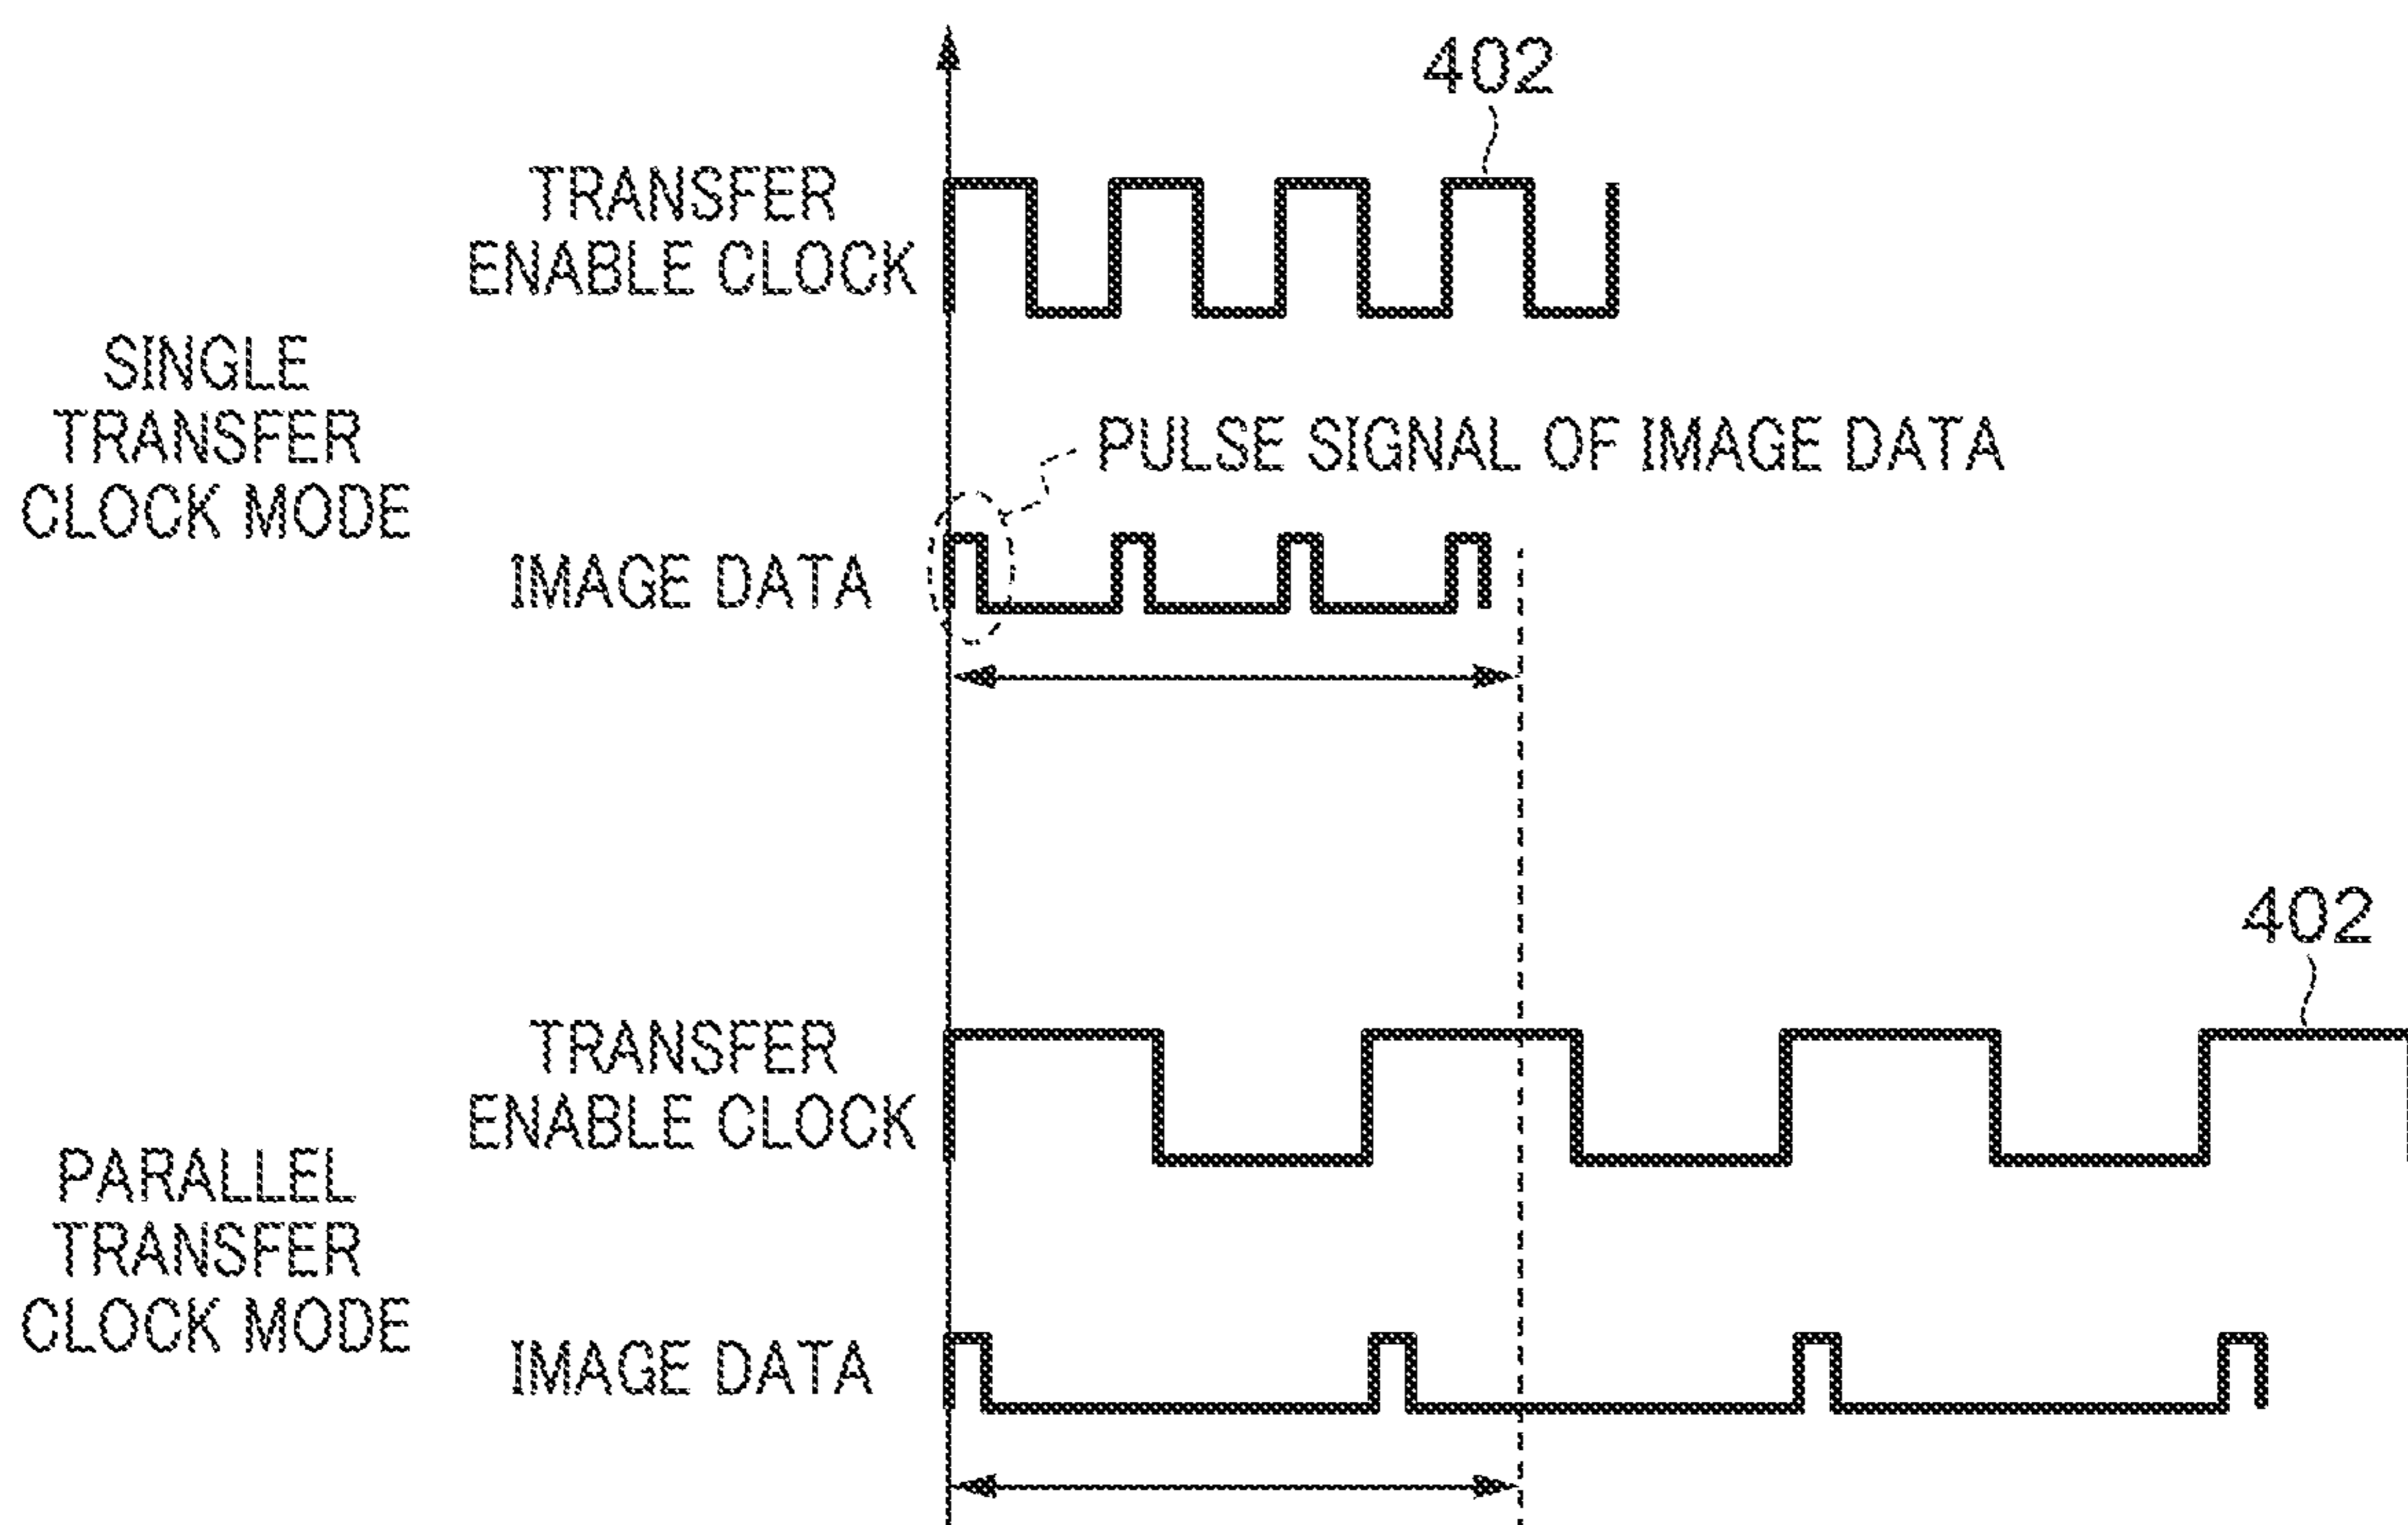 402
TRANSFER
ENABLE CLOCK
SINGLE
TRANSFER
CLOCK MODE
PULSE SIGNAL OF IMAGE DATA
IMAGE DATA
402
TRANSFER
ENABLE CLOCK
PARALLEL
TRANSFER
CLOCK MODE
IMAGE DATA